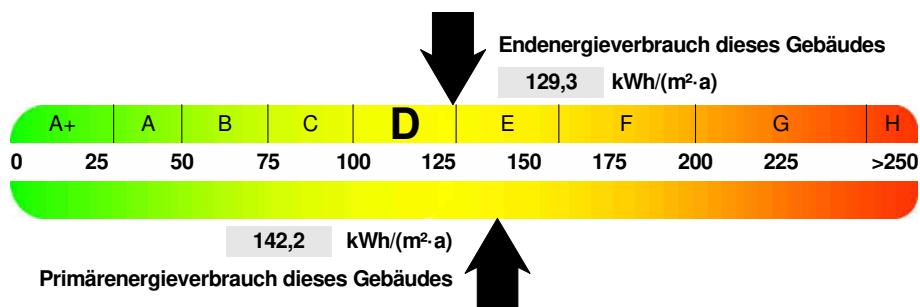 Endenergieverbrauch dieses Gebäudes
129,3 kWh/(m²·a)
A+ A B C D E F G H
0 25 50 75 100 125 150 175 200 225 >250
142,2 kWh/(m²·a)
Primärenergieverbrauch dieses Gebäudes